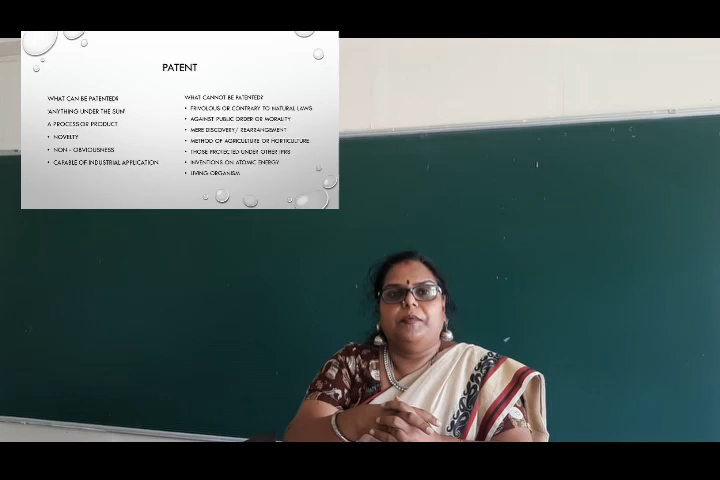 PATENT
WHAT CAN BE PATENTED?
'ANYTHING UNDER THE SUN'
A PROCESS OR PRODUCT
• NOVELTY
• NON - OBVIOUSNESS
• CAPABLE OF INDUSTRIAL APPLICATION
WHAT CANNOT BE PATENTED?
• FRIVOLOUS OR CONTRARY TO NATURAL LAWS
• AGAINST PUBLIC ORDER OR MORALITY
• MERE DISCOVERY/ REARRANGEMENT
• METHOD OF AGRICULTURE OR HORTICULTURE
• THOSE PROTECTED UNDER OTHER IPRS
• INVENTIONS ON ATOMIC ENERGY
• LIVING ORGANISM